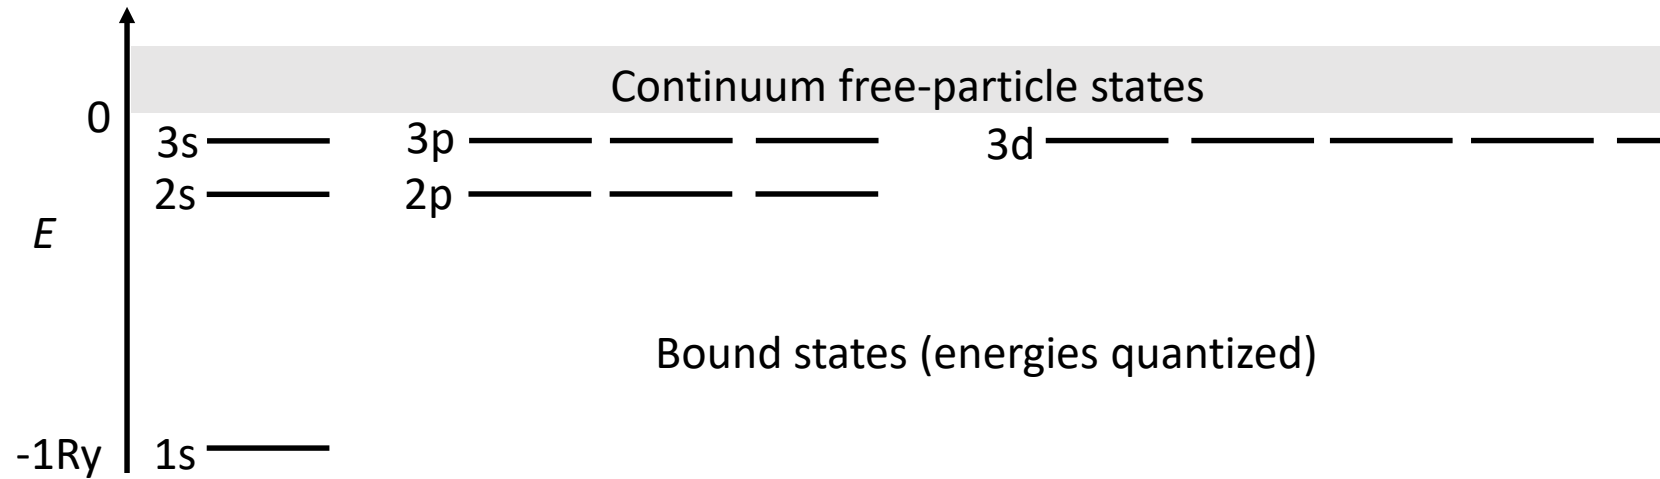 Continuum free-particle states
0
3s 3p 3d
2s 2p
E
Bound states (energies quantized)
-1Ry 1s